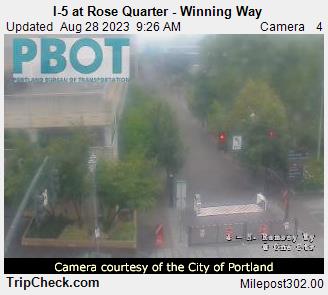 I-5 at Rose Quarter - Winning Way
Updated Aug 28 2023 9:26 AM Camera 4
PBOT
PORTLAND BUREAU OF TRANSPORTATION
Ramsay
Camera courtesy of the City of Portland
TripCheck.com Milepost302.00